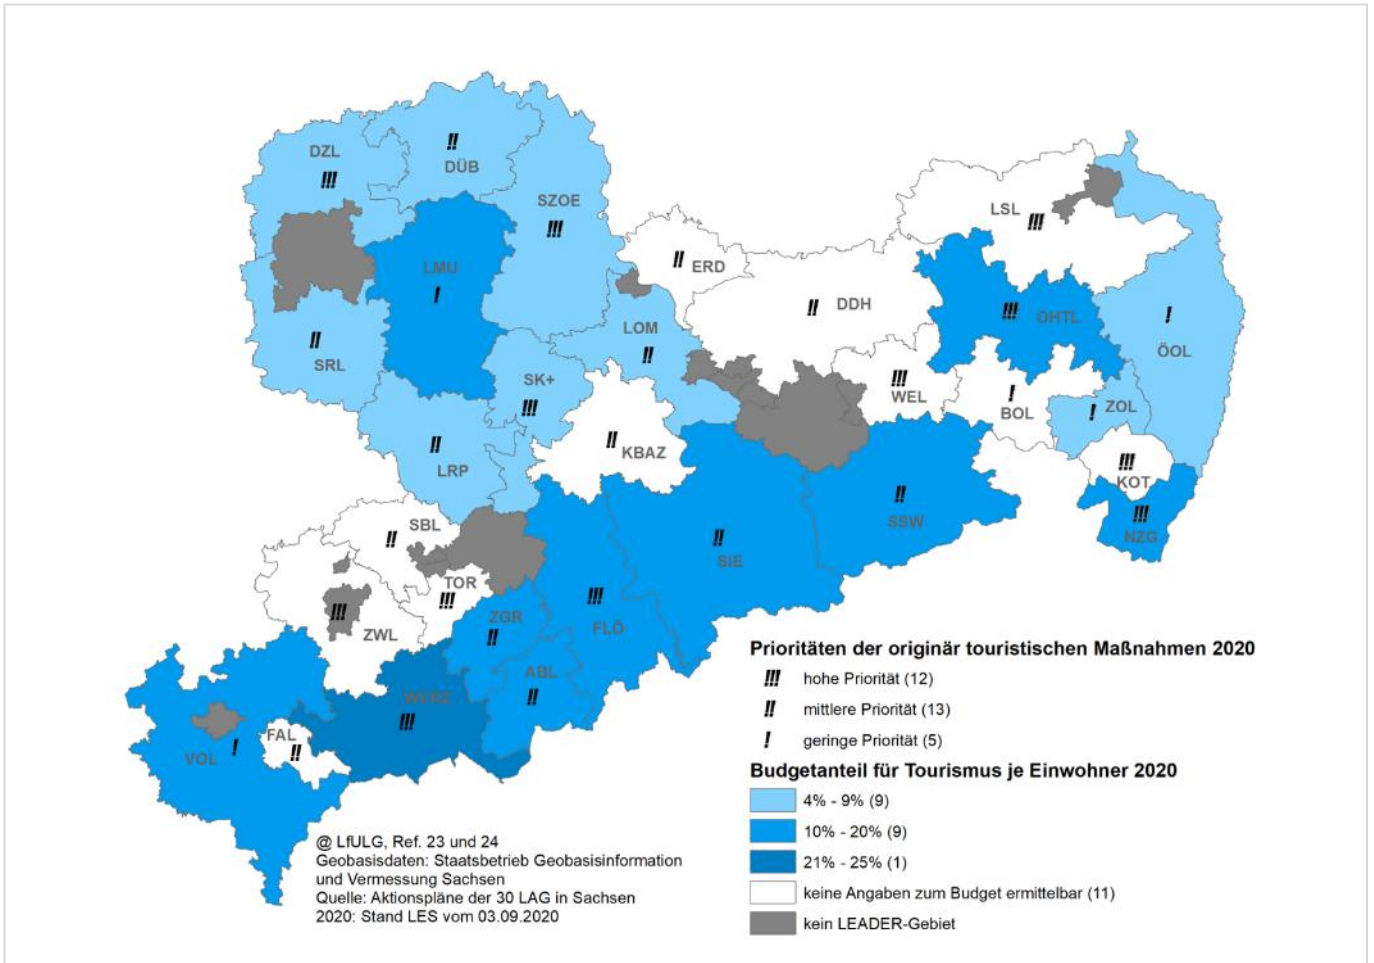 DZL
!!!
!!
DÜB
SZOE
!!!
LSL
!!!
LMU
!
!!
ERD
!!
DDH
!!!
OHTL
!
ÖOL
!!
SRL
LOM
!!
SK+
!!!
!!!
WEL
!
BOL
!
ZOL
!!
LRP
!!
KBAZ
!!!
KOT
!!!
NZG
SBL
!!
!!
SSW
!!
SIE
TOR
!!!
!!!
ZWL
ZGR
!!
!!!
FLÖ
ABL
!!
WERZ
!!!
FAL
!!
VOL
!
Prioritäten der originär touristischen Maßnahmen 2020
!!! hohe Priorität (12)
!! mittlere Priorität (13)
! geringe Priorität (5)
Budgetanteil für Tourismus je Einwohner 2020
4% - 9% (9)
10% - 20% (9)
21% - 25% (1)
keine Angaben zum Budget ermittelbar (11)
kein LEADER-Gebiet
@ LfULG, Ref. 23 und 24
Geobasisdaten: Staatsbetrieb Geobasisinformation
und Vermessung Sachsen
Quelle: Aktionspläne der 30 LAG in Sachsen
2020: Stand LES vom 03.09.2020